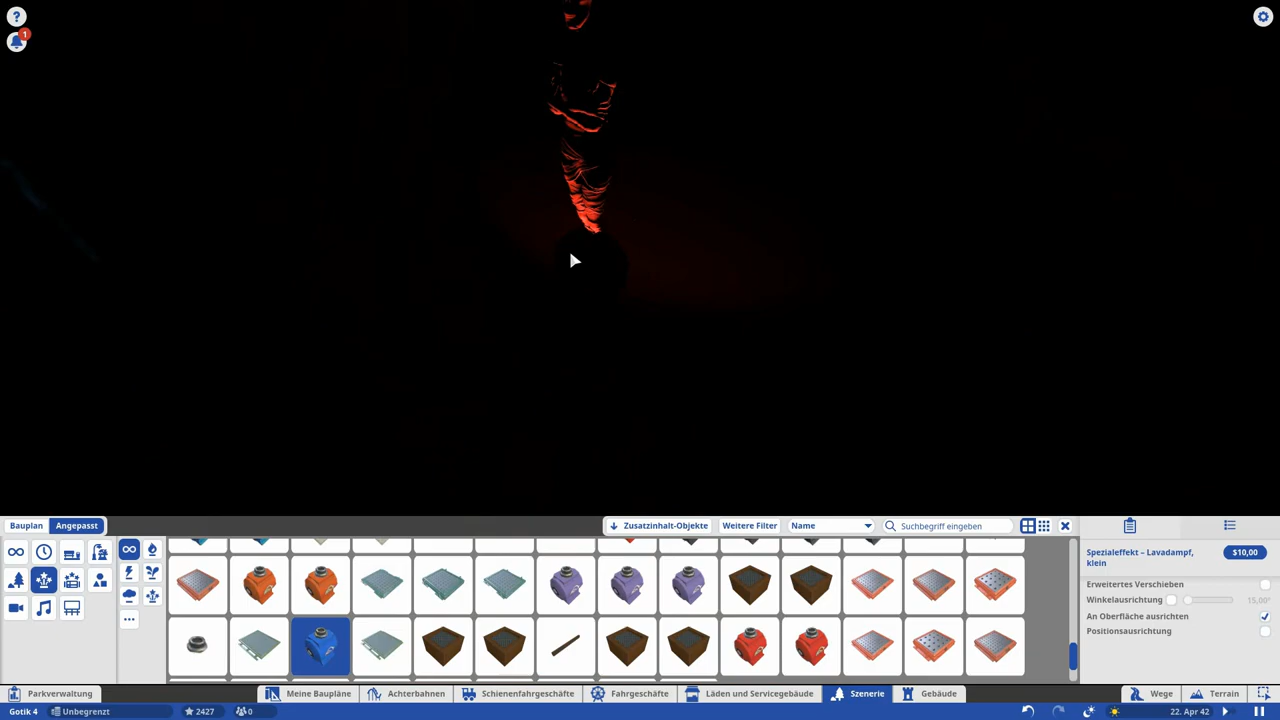 ?
1
Bauplan
Angepasst
Zusatzinhalt-Objekte
Weitere Filter
Name
Suchbegriff eingeben
Spezialeffekt – Lavadampf, klein
$10,00
Erweitertes Verschieben
Winkelausrichtung
15,00°
An Oberfläche ausrichten
Positionsausrichtung
Parkverwaltung
Meine Baupläne
Achterbahnen
Schienenfahrgeschäfte
Fahrgeschäfte
Läden und Servicegebäude
Szenerie
Gebäude
Wege
Terrain
Gotik 4
Unbegrenzt
2427
0
22. Apr 42